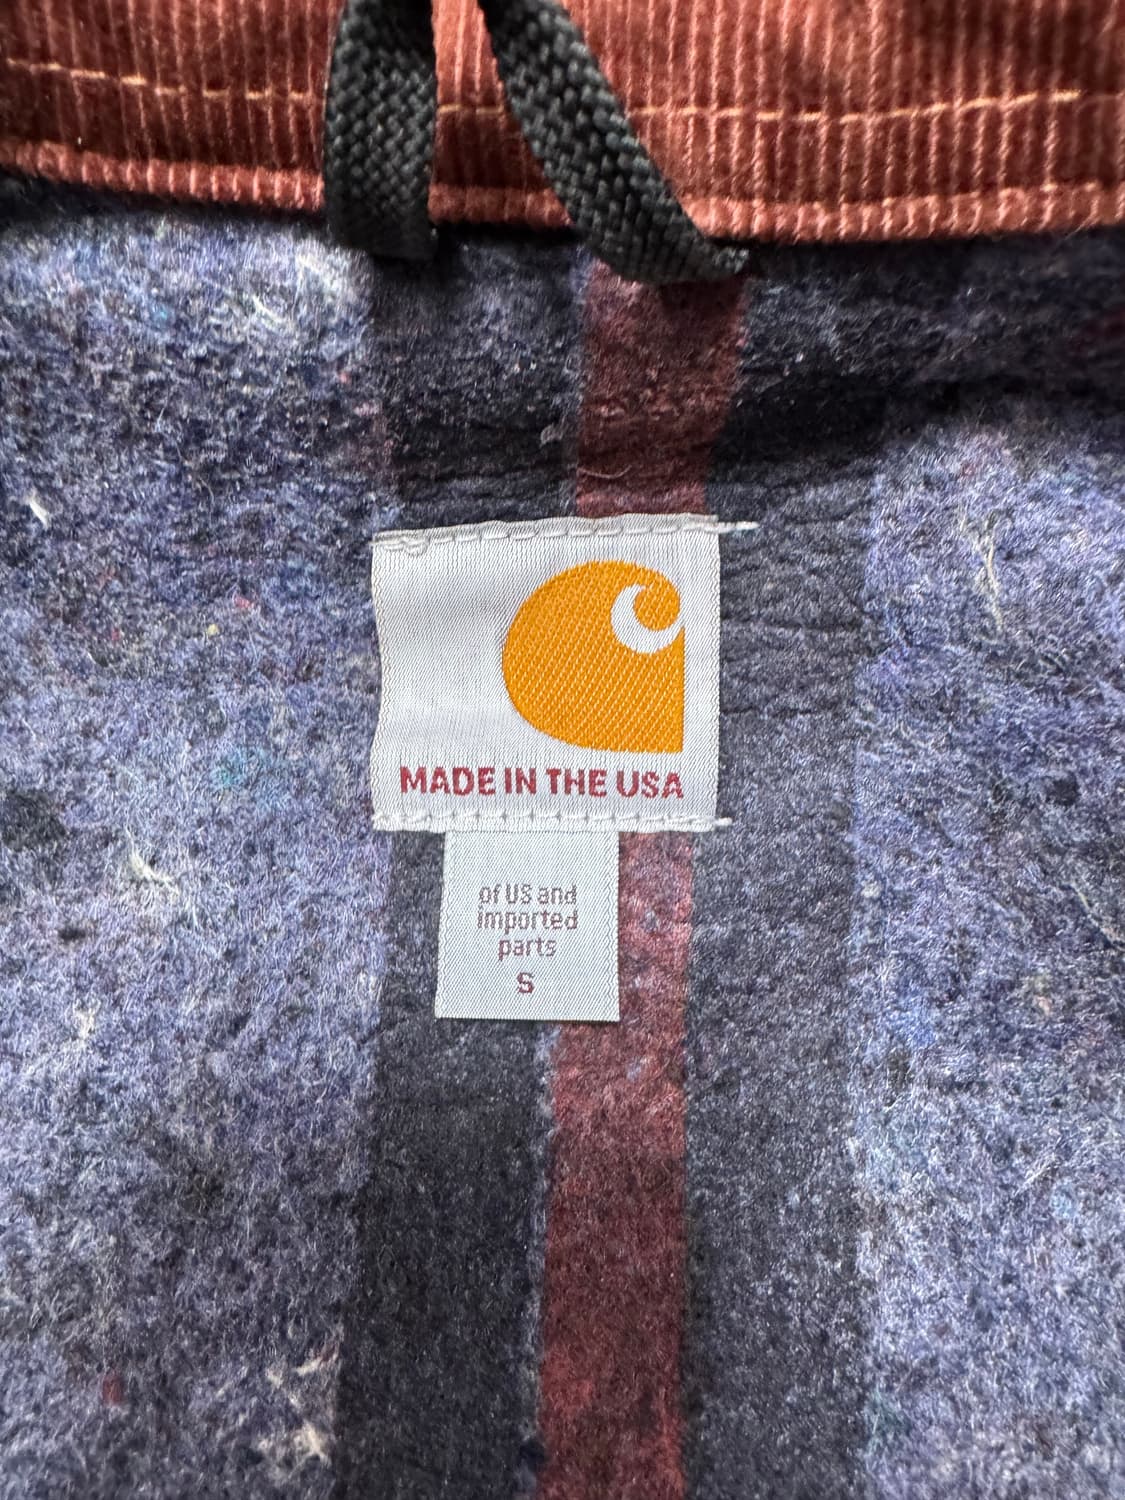 MADE IN THE USA
of US and
imported
parts
S